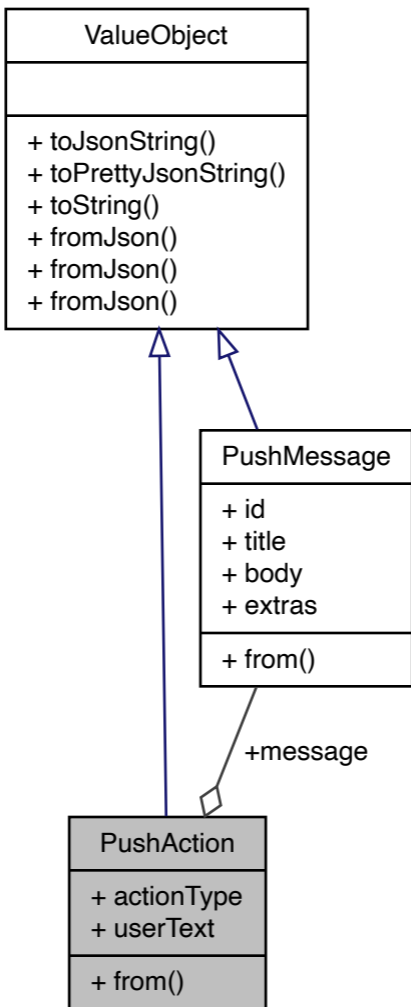 ValueObject
+ toJsonString()
+ toPrettyJsonString()
+ toString()
+ fromJson()
+ fromJson()
+ fromJson()
PushMessage
+ id
+ title
+ body
+ extras
+ from()
+message
PushAction
+ actionType
+ userText
+ from()